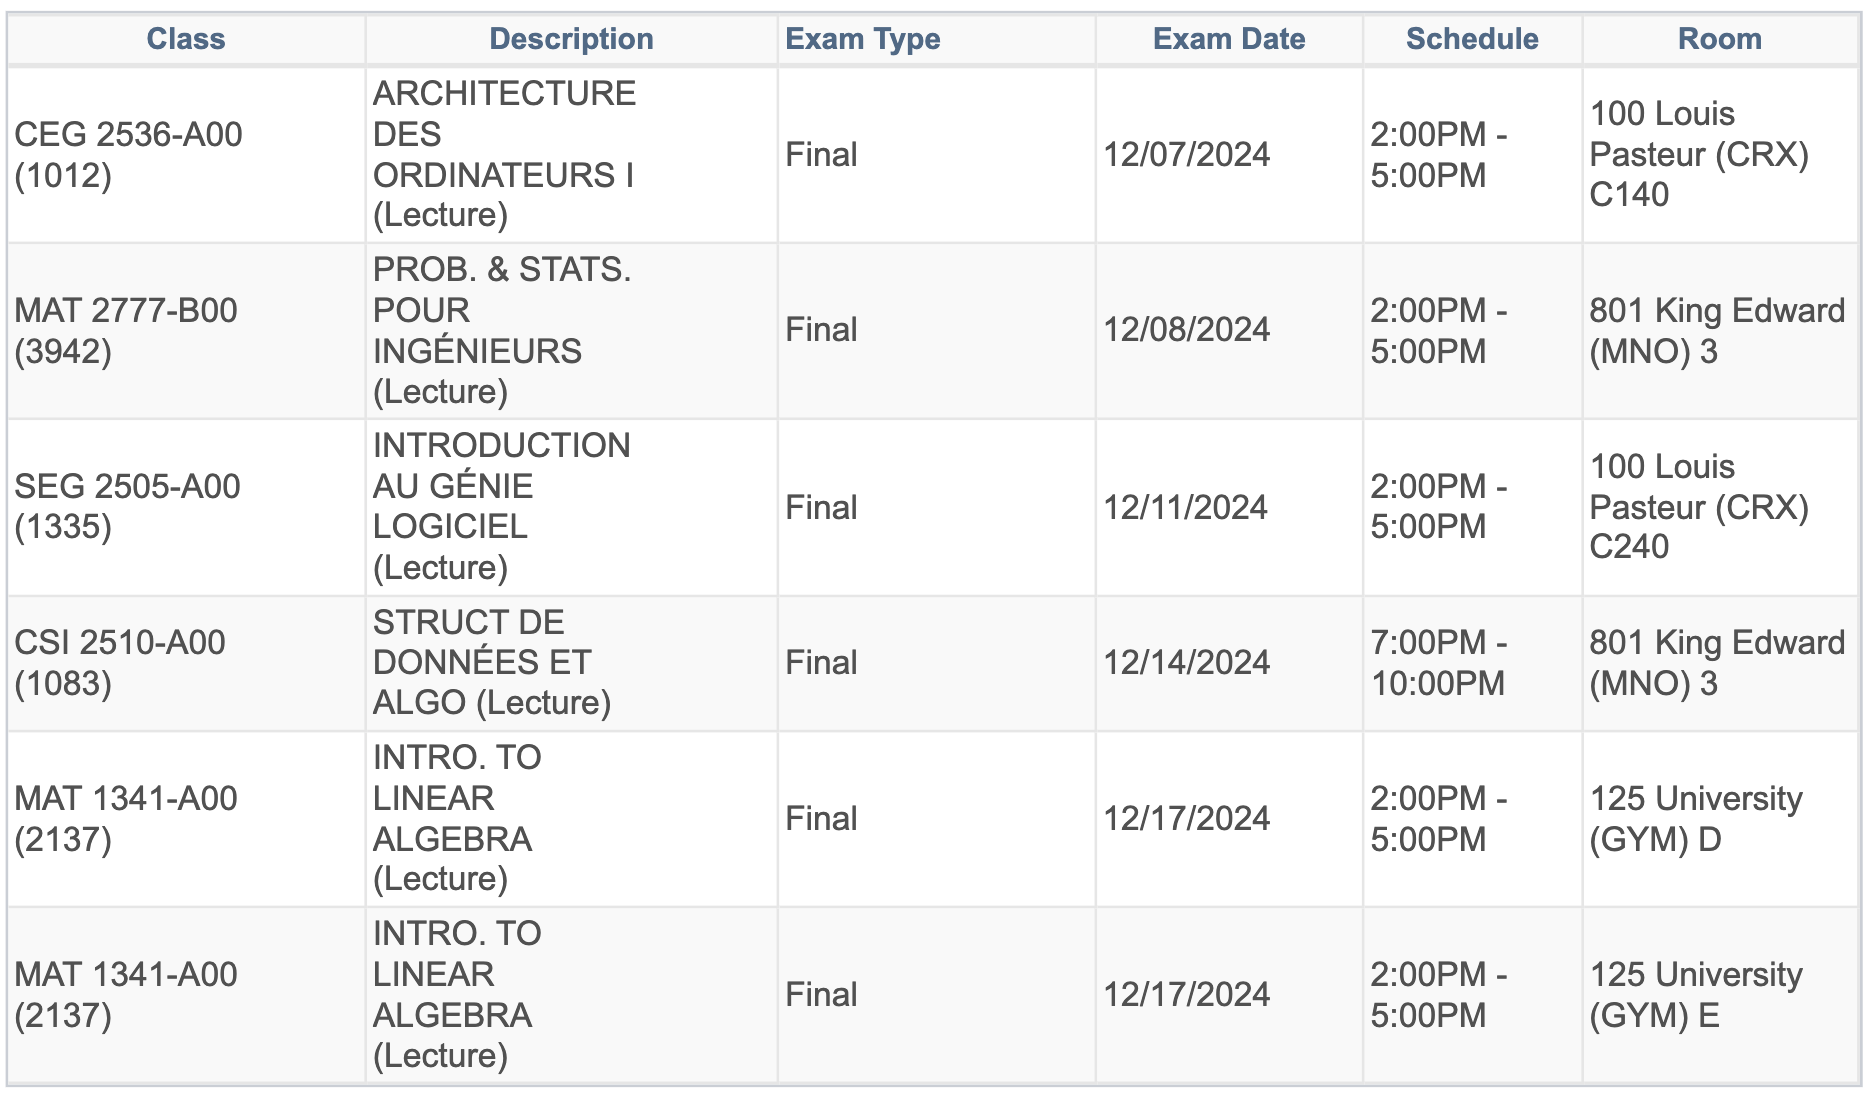 Class Description Exam Type Exam Date Schedule Room
CEG 2536-A00
(1012)
ARCHITECTURE
DES
ORDINATEURS I
(Lecture)
Final
12/07/2024
2:00PM -
5:00PM
100 Louis
Pasteur (CRX)
C140
MAT 2777-B00
(3942)
PROB. & STATS.
POUR
INGÉNIEURS
(Lecture)
Final
12/08/2024
2:00PM -
5:00PM
801 King Edward
(MNO) 3
SEG 2505-A00
(1335)
INTRODUCTION
AU GÉNIE
LOGICIEL
(Lecture)
Final
12/11/2024
2:00PM -
5:00PM
100 Louis
Pasteur (CRX)
C240
CSI 2510-A00
(1083)
STRUCT DE
DONNÉES ET
ALGO (Lecture)
Final
12/14/2024
7:00PM -
10:00PM
801 King Edward
(MNO) 3
MAT 1341-A00
(2137)
INTRO. TO
LINEAR
ALGEBRA
(Lecture)
Final
12/17/2024
2:00PM -
5:00PM
125 University
(GYM) D
MAT 1341-A00
(2137)
INTRO. TO
LINEAR
ALGEBRA
(Lecture)
Final
12/17/2024
2:00PM -
5:00PM
125 University
(GYM) E